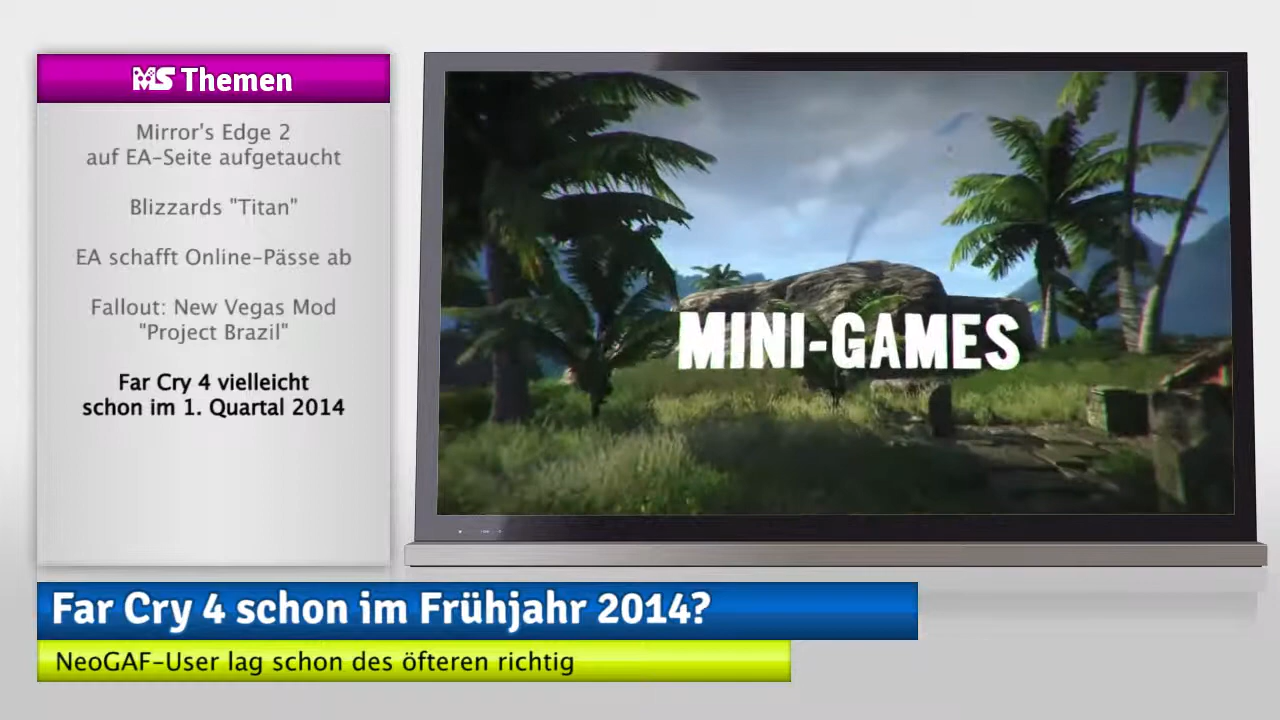 MS Themen
Mirror's Edge 2
auf EA-Seite aufgetaucht
Blizzards "Titan"
EA schafft Online-Pässe ab
Fallout: New Vegas Mod
"Project Brazil"
Far Cry 4 vielleicht
schon im 1. Quartal 2014
MINI-GAMES
Far Cry 4 schon im Frühjahr 2014?
NeoGAF-User lag schon des öfteren richtig